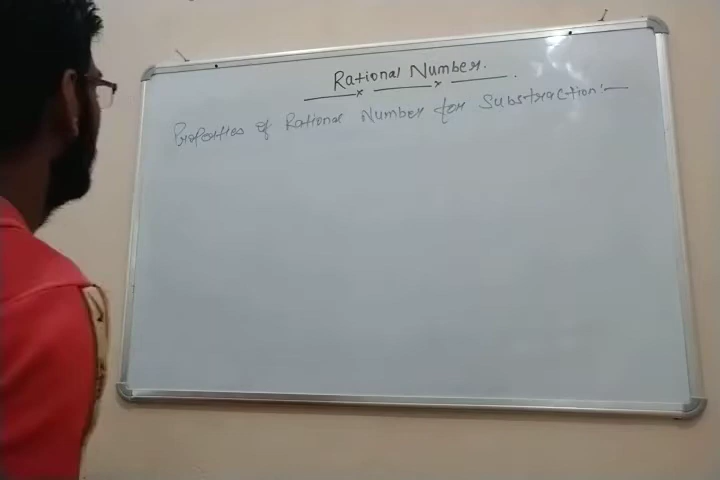 Rational Number.
Properties of Rational Number for Substraction:-